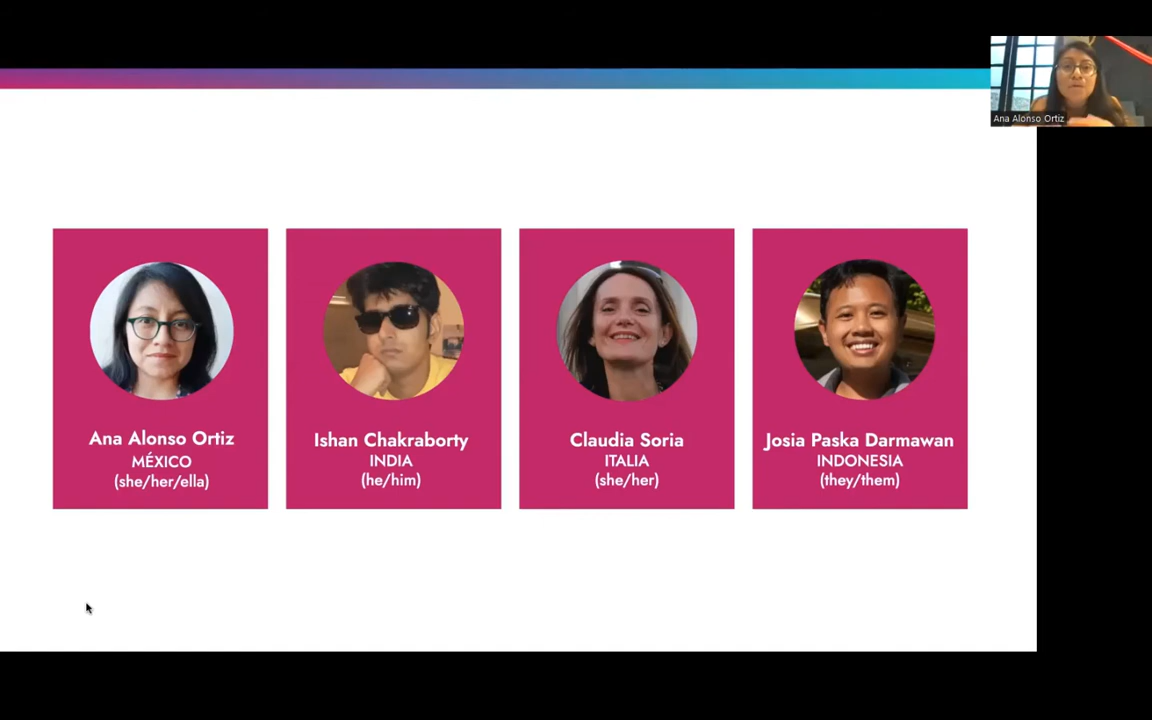 Ana Alonso Ortiz
Ana Alonso Ortiz
MÉXICO
(she/her/ella)
Ishan Chakraborty
INDIA
(he/him)
Claudia Soria
ITALIA
(she/her)
Josia Paska Darmawan
INDONESIA
(they/them)